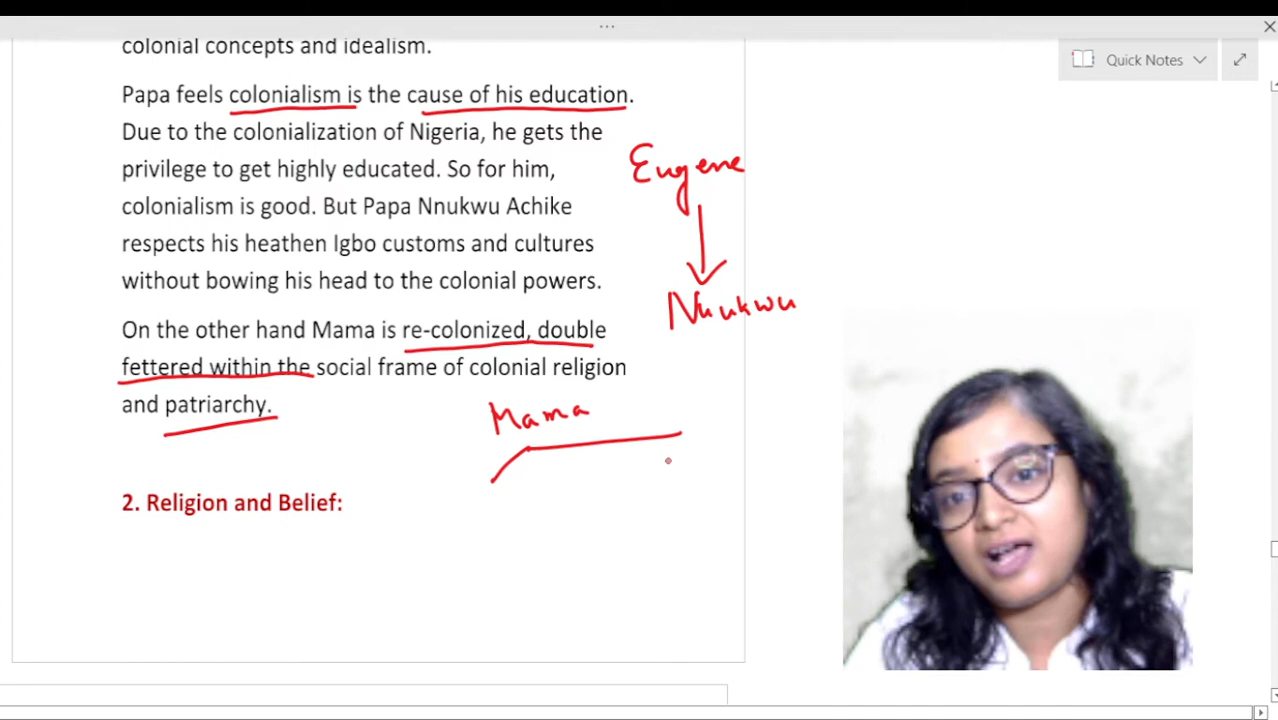 Quick Notes
colonial concepts and idealism.
Papa feels colonialism is the cause of his education.
Due to the colonialization of Nigeria, he gets the
privilege to get highly educated. So for him,
colonialism is good. But Papa Nnukwu Achike
respects his heathen Igbo customs and cultures
without bowing his head to the colonial powers.
Eugene
Nnukwu
On the other hand Mama is re-colonized, double
fettered within the social frame of colonial religion
and patriarchy.
Mama
2. Religion and Belief: